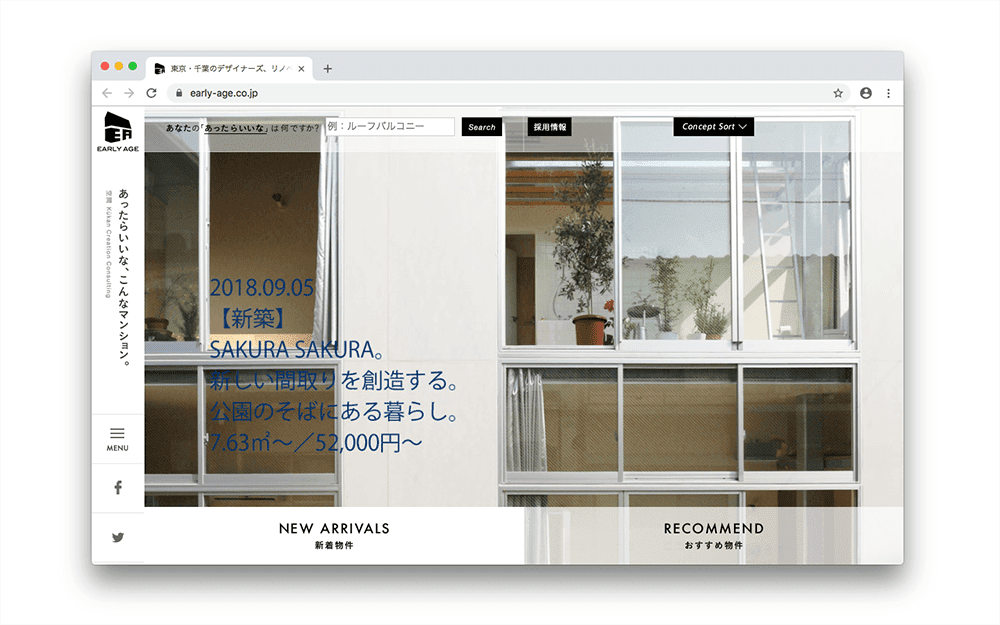 東京・千葉のデザイナーズ、リノベ
early-age.co.jp
EA
EARLY AGE
あなたの「あったらいいな」は何ですか?
例：ルーフバルコニー
Search
採用情報
Concept Sort
あったらいいな、こんなマンション。
空間 Kūkan Creation Consulting
2018.09.05
【新築】
SAKURA SAKURA。
新しい間取りを創造する。
公園のそばにある暮らし。
7.63㎡〜／52,000円〜
MENU
NEW ARRIVALS
新着物件
RECOMMEND
おすすめ物件